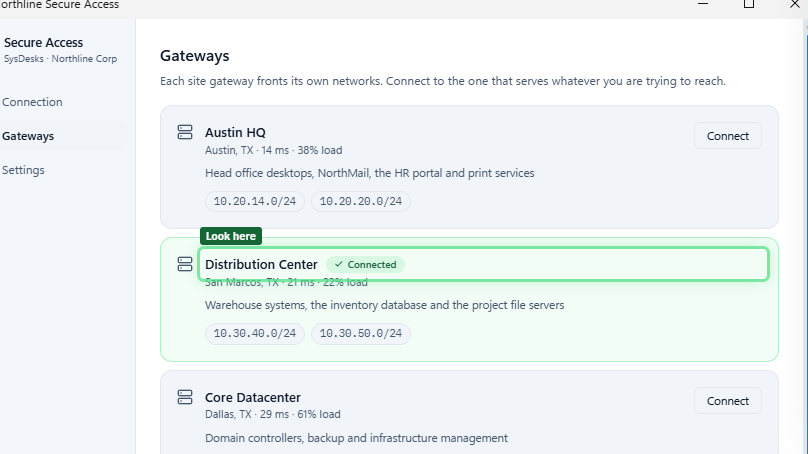 orthline Secure Access
Secure Access
SysDesks · Northline Corp
Connection
Gateways
Settings
Gateways
Each site gateway fronts its own networks. Connect to the one that serves whatever you are trying to reach.
Austin HQ
Connect
Austin, TX · 14 ms · 38% load
Head office desktops, NorthMail, the HR portal and print services
10.20.14.0/24 10.20.20.0/24
Look here
Distribution Center Connected
San Marcos, TX · 21 ms · 22% load
Warehouse systems, the inventory database and the project file servers
10.30.40.0/24 10.30.50.0/24
Core Datacenter
Connect
Dallas, TX · 29 ms · 61% load
Domain controllers, backup and infrastructure management